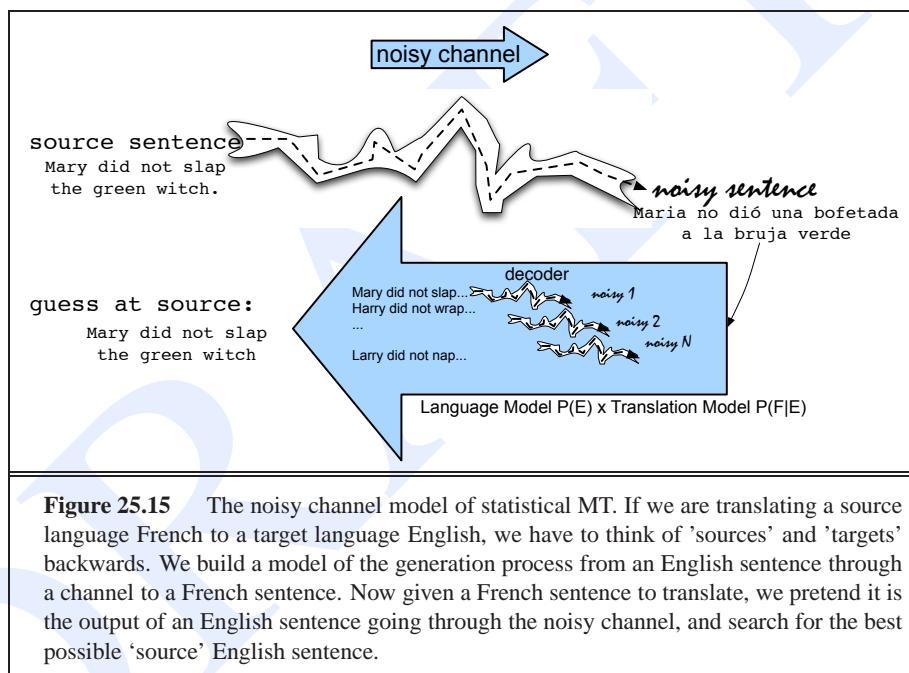 noisy channel
source sentence
Mary did not slap
the green witch.
noisy sentence
Maria no dió una bofetada
a la bruja verde
decoder
Mary did not slap...
noisy 1
Harry did not wrap...
noisy 2
...
noisy N
Larry did not nap...
guess at source:
Mary did not slap
the green witch
Language Model P(E) x Translation Model P(F|E)
Figure 25.15 The noisy channel model of statistical MT. If we are translating a source
language French to a target language English, we have to think of 'sources' and 'targets'
backwards. We build a model of the generation process from an English sentence through
a channel to a French sentence. Now given a French sentence to translate, we pretend it is
the output of an English sentence going through the noisy channel, and search for the best
possible ‘source’ English sentence.